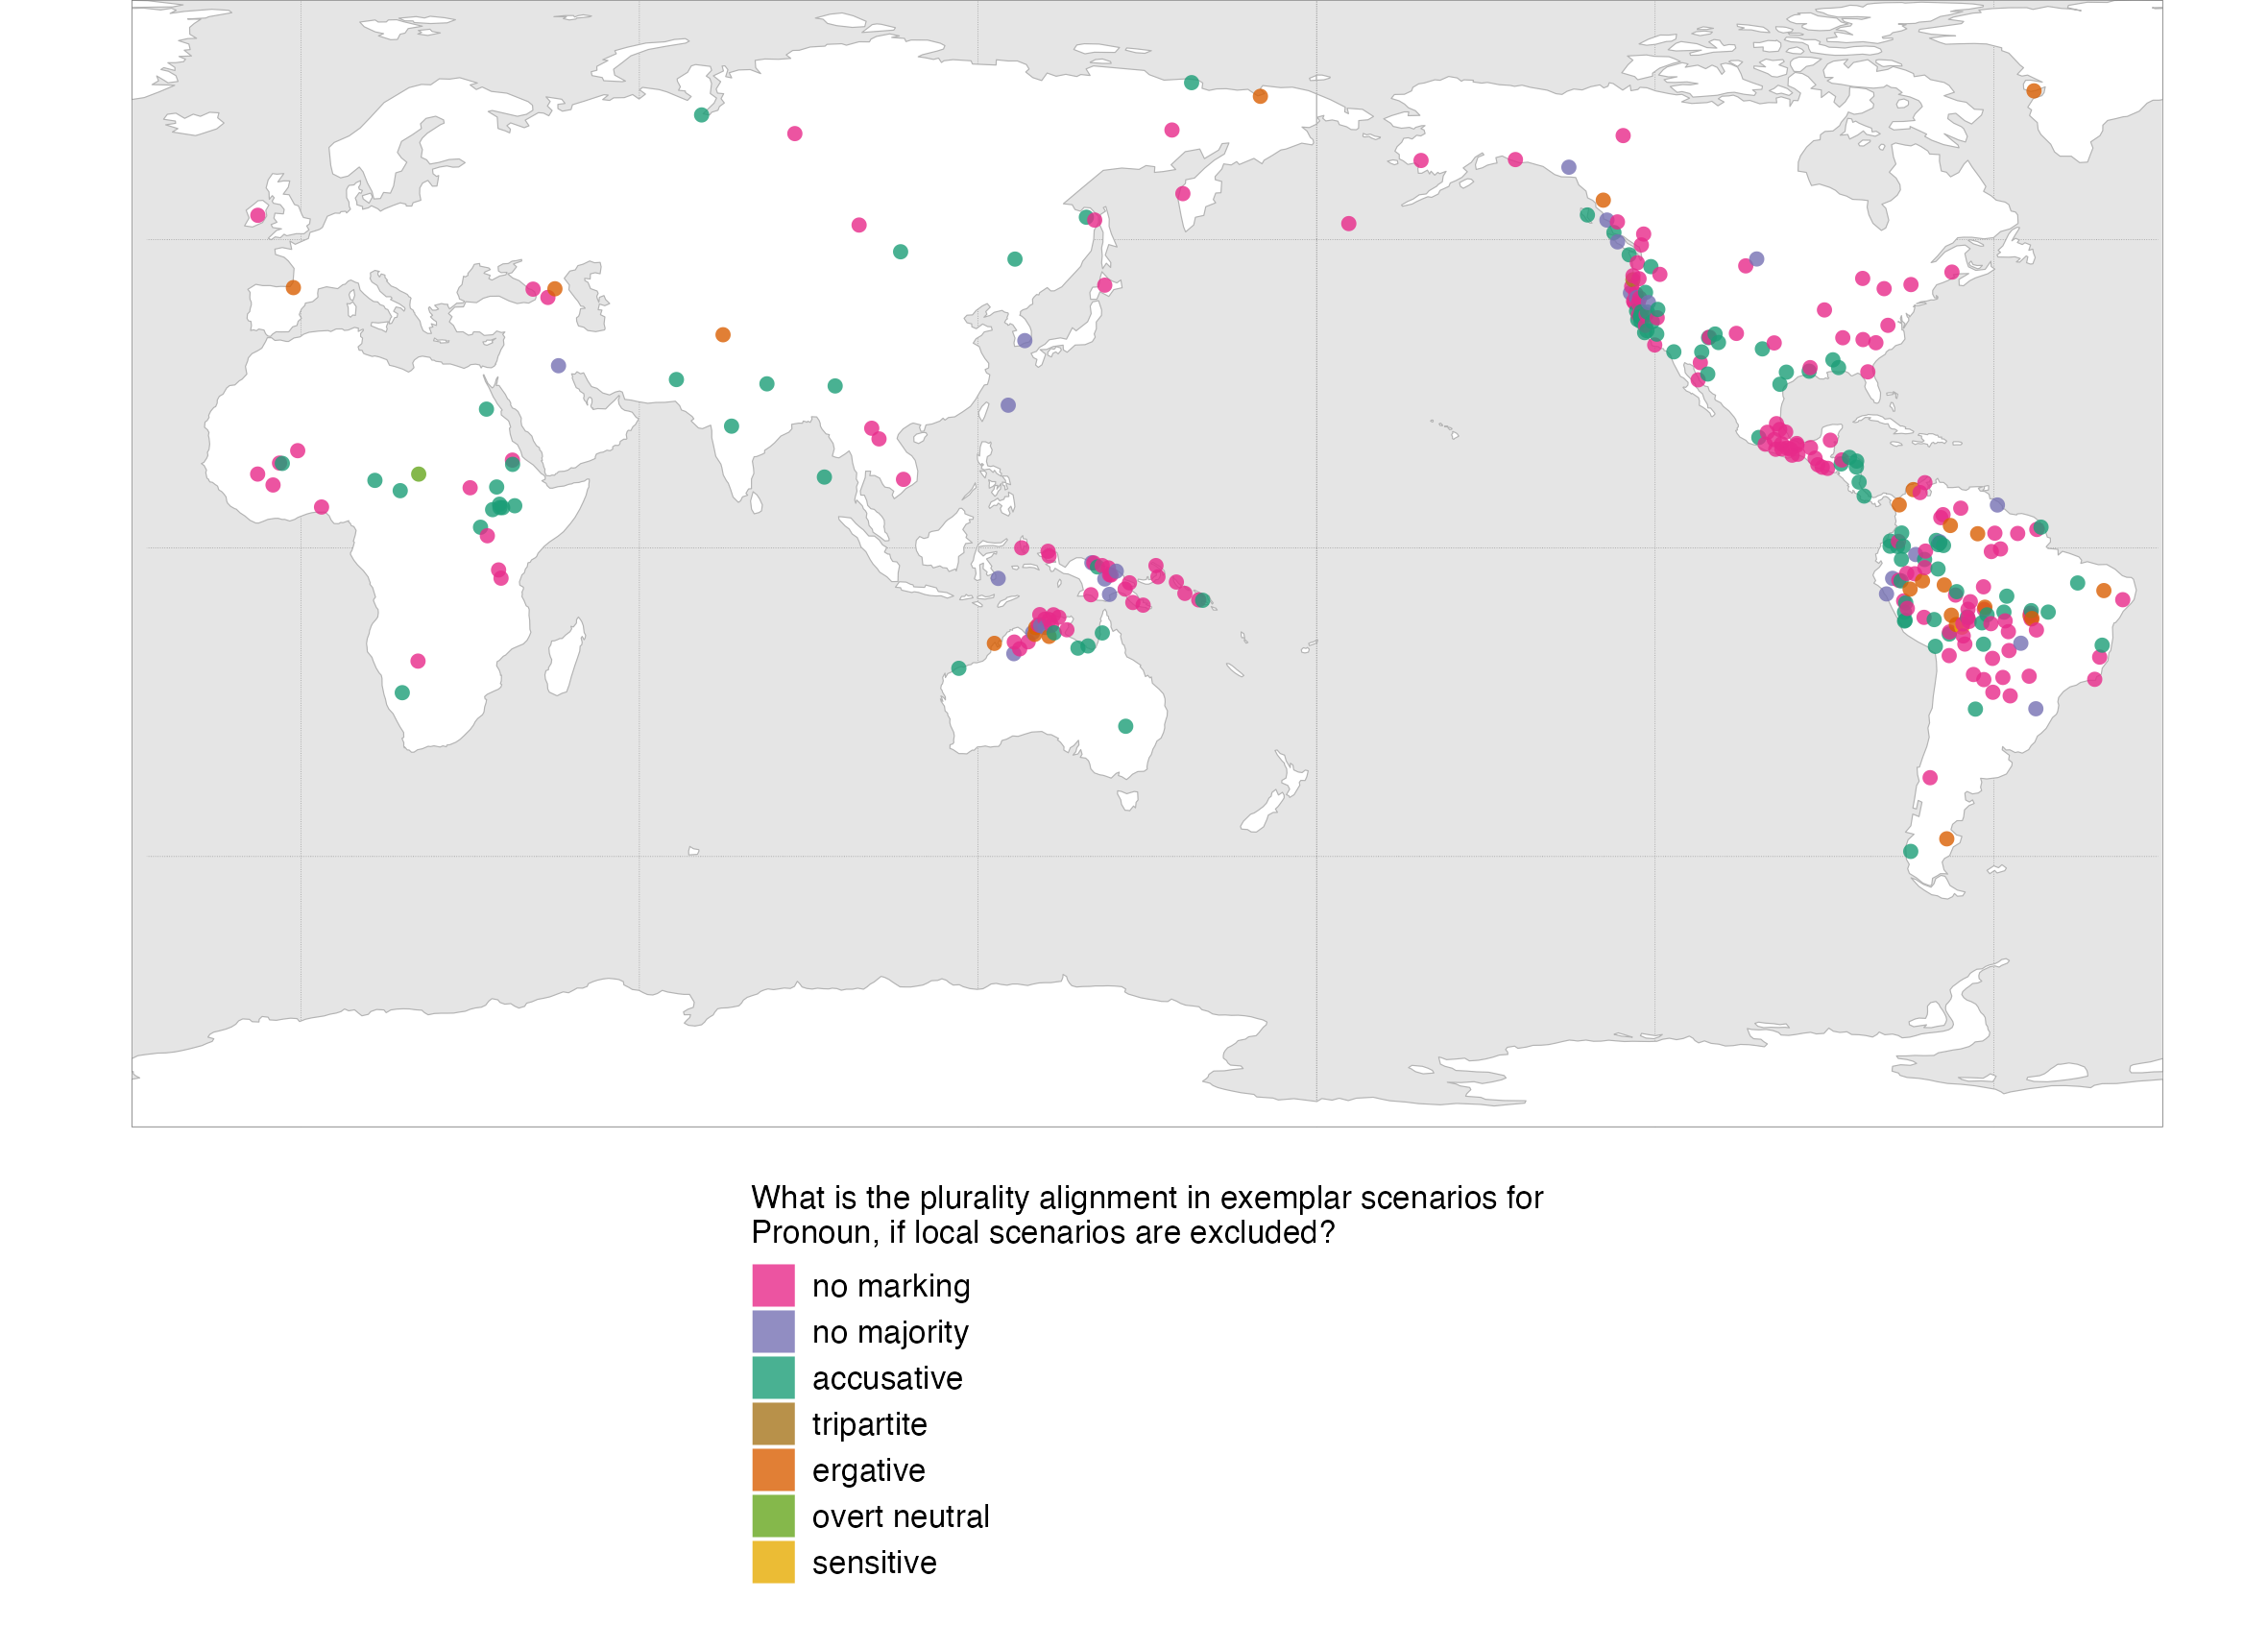 What is the plurality alignment in exemplar scenarios for
Pronoun, if local scenarios are excluded?
no marking
no majority
accusative
tripartite
ergative
overt neutral
sensitive